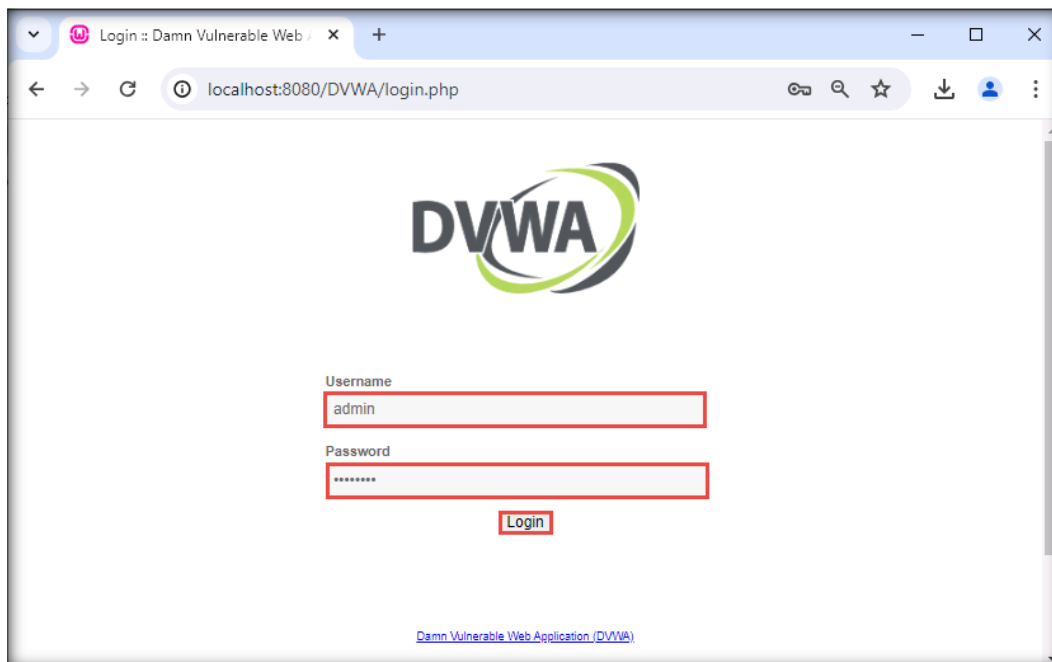 Login :: Damn Vulnerable Web
localhost:8080/DVWA/login.php
DVWA
Username
admin
Password
••••••••
Login
Damn Vulnerable Web Application (DVWA)